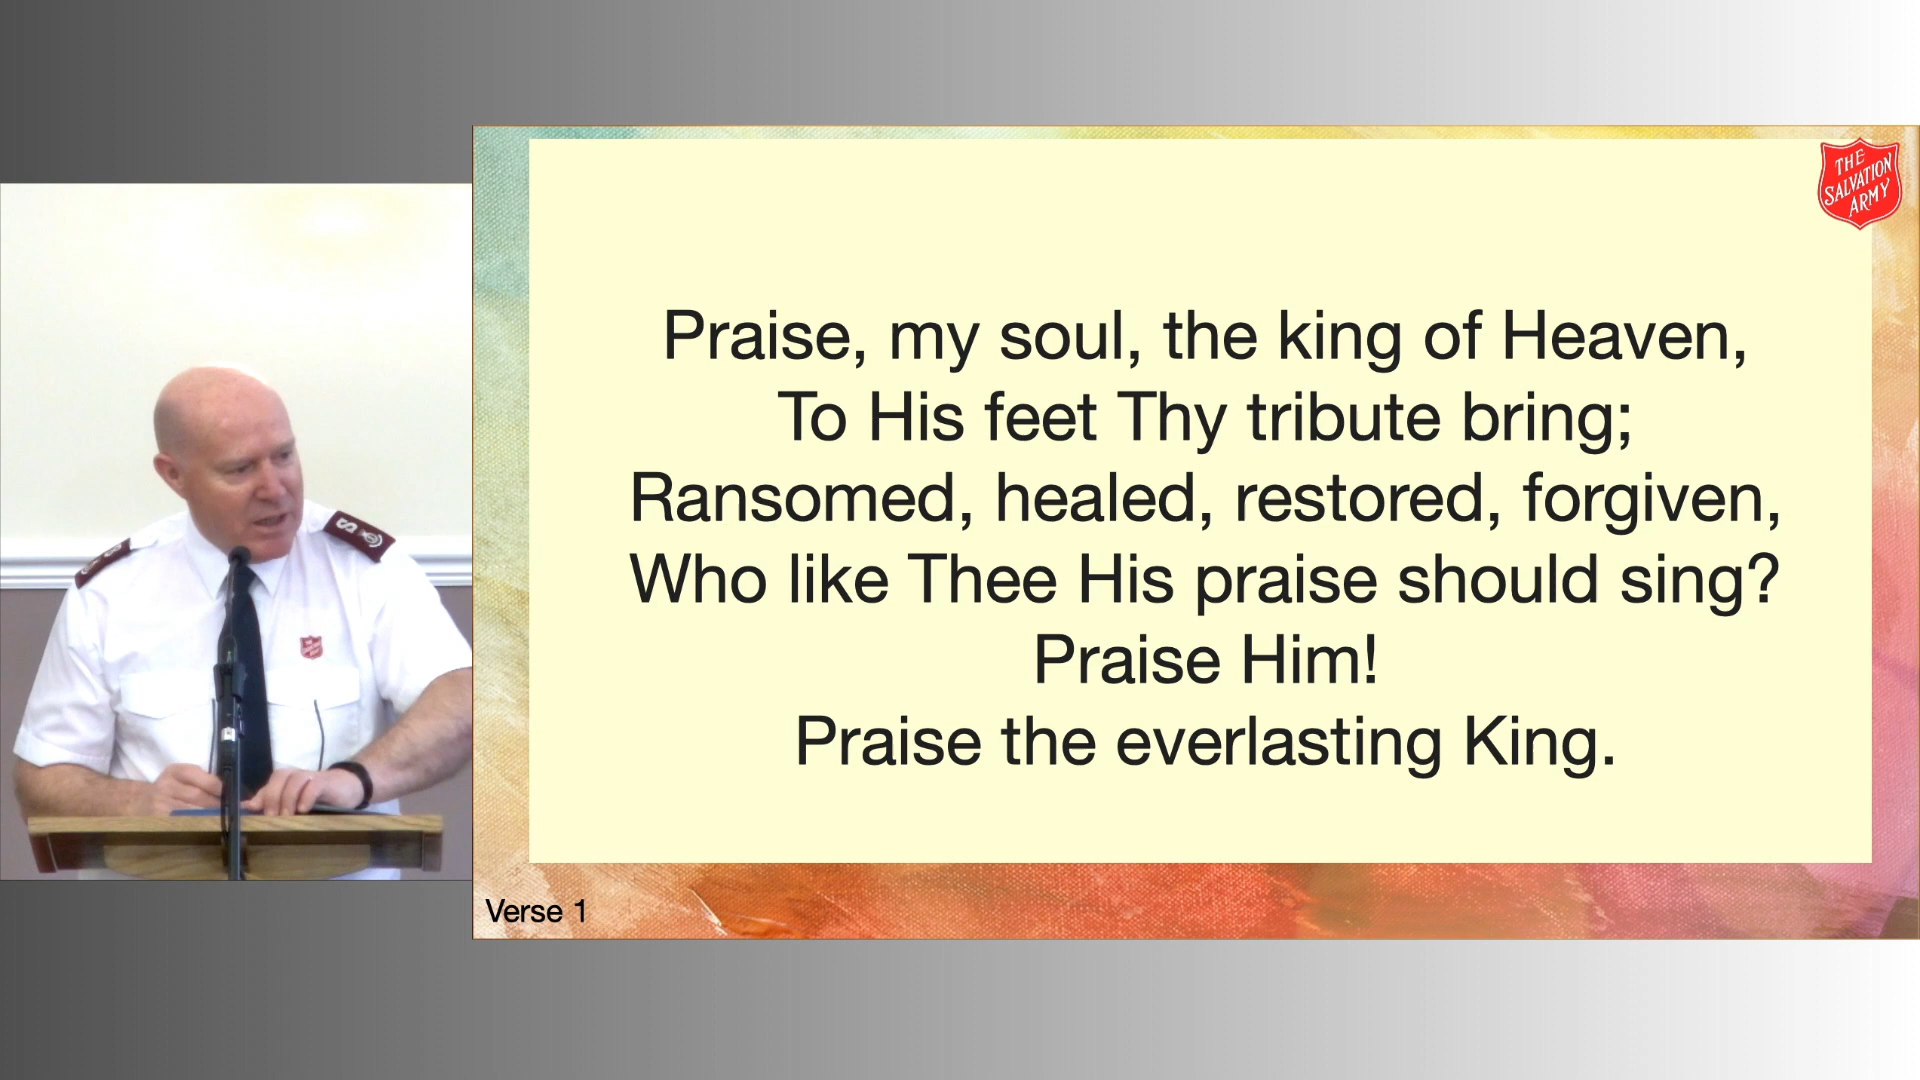 THE
SALVATION
ARMY
Praise, my soul, the king of Heaven,
To His feet Thy tribute bring;
Ransomed, healed, restored, forgiven,
Who like Thee His praise should sing?
Praise Him!
Praise the everlasting King.
Verse 1
S